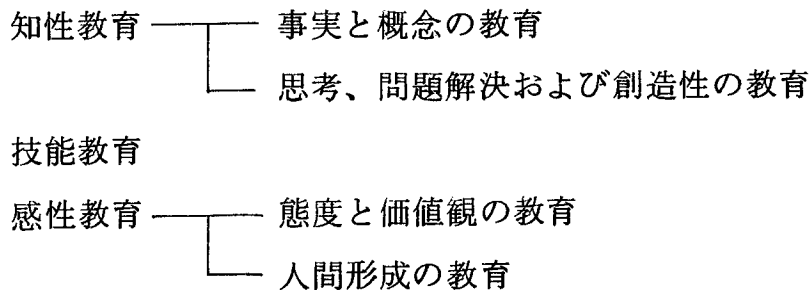 知性教育 事実と概念の教育
思考、問題解決および創造性の教育
技能教育
感性教育 態度と価値観の教育
人間形成の教育